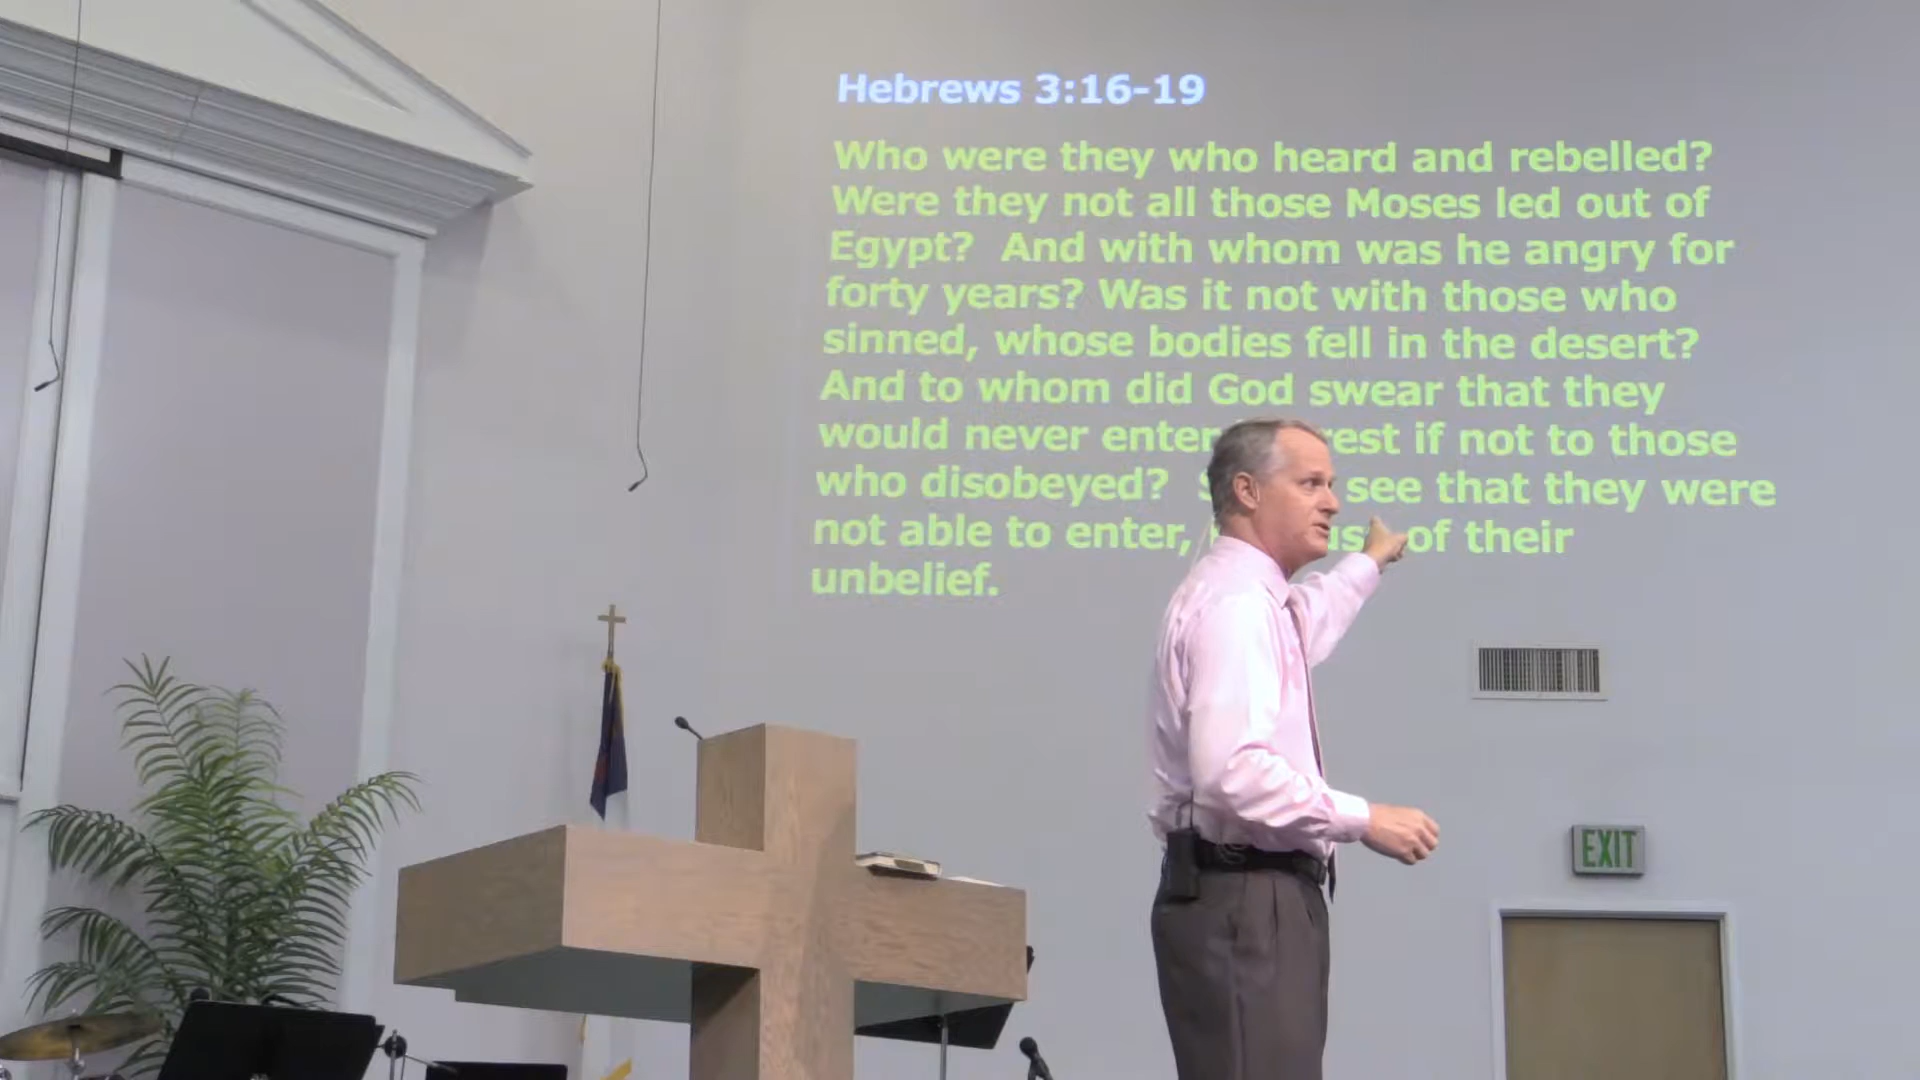 Hebrews 3:16-19
Who were they who heard and rebelled?
Were they not all those Moses led out of
Egypt? And with whom was he angry for
forty years? Was it not with those who
sinned, whose bodies fell in the desert?
And to whom did God swear that they
would never enter rest if not to those
who disobeyed? see that they were
not able to enter, of their
unbelief.
EXIT